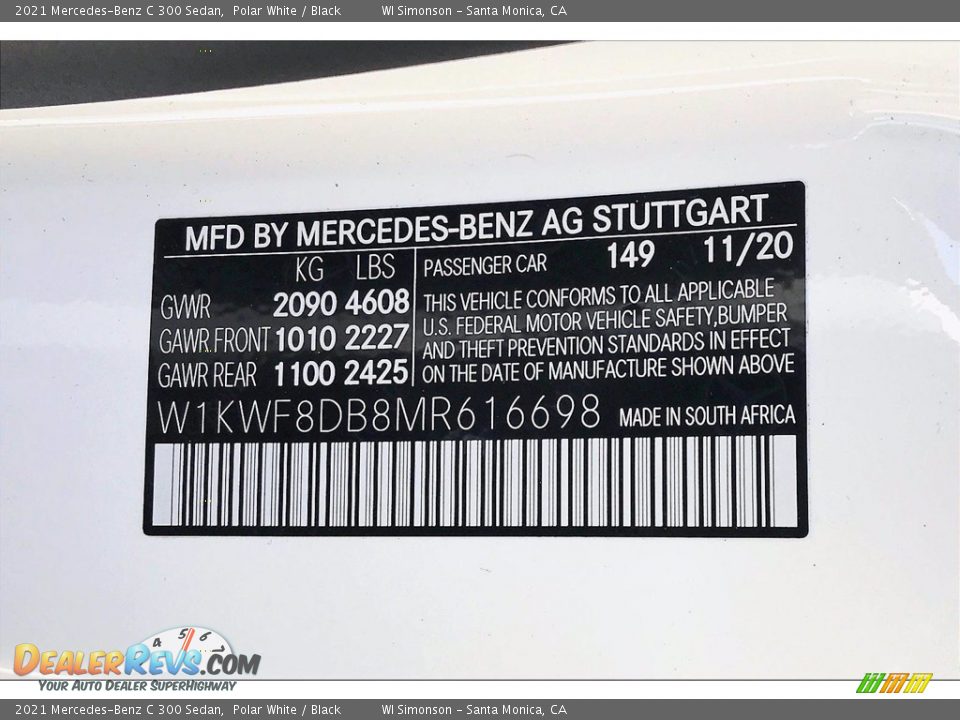 2021 Mercedes-Benz C 300 Sedan, Polar White / Black WI Simonson - Santa Monica, CA
MFD BY MERCEDES-BENZ AG STUTTGART
KG LBS
GVWR 2090 4608
GAWR FRONT 1010 2227
GAWR REAR 1100 2425
PASSENGER CAR 149 11/20
THIS VEHICLE CONFORMS TO ALL APPLICABLE
U.S. FEDERAL MOTOR VEHICLE SAFETY, BUMPER
AND THEFT PREVENTION STANDARDS IN EFFECT
ON THE DATE OF MANUFACTURE SHOWN ABOVE
W1KWF8DB8MR616698 MADE IN SOUTH AFRICA
4 5 6 7
DEALERREVS.COM
YOUR AUTO DEALER SUPERHIGHWAY
2021 Mercedes-Benz C 300 Sedan, Polar White / Black WI Simonson - Santa Monica, CA